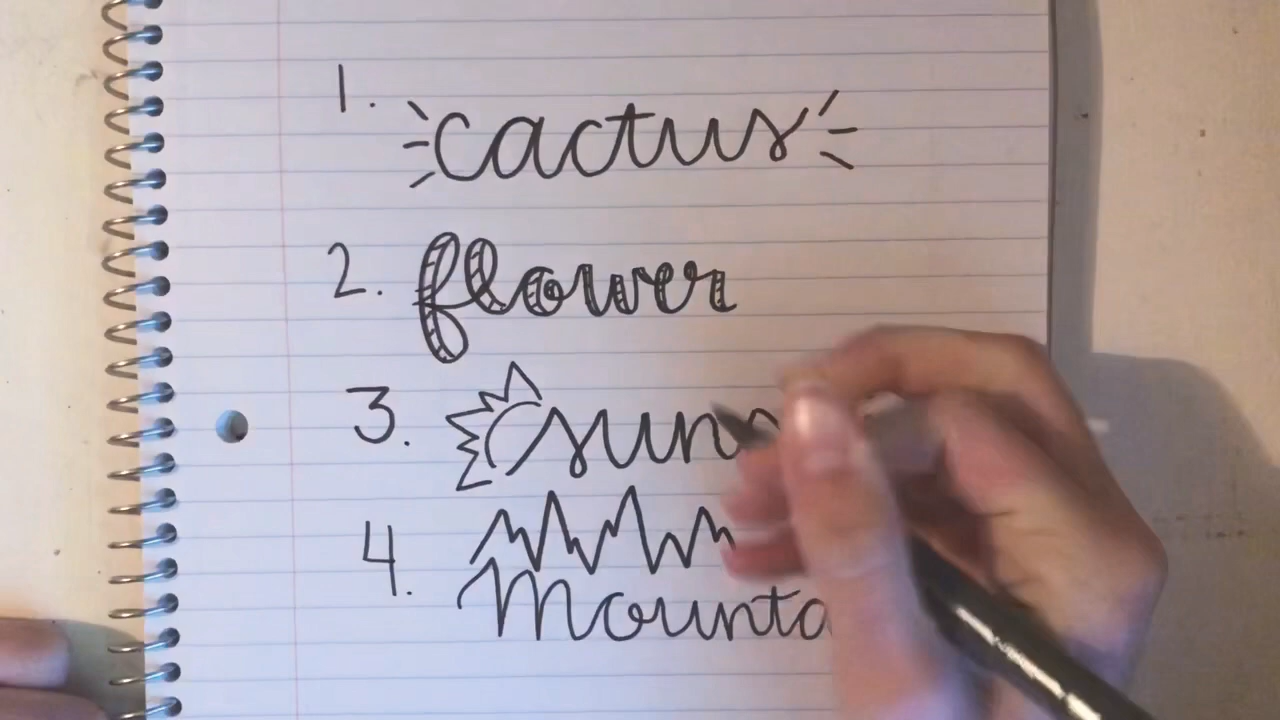 1. cactus
2. flower
3. sun
4. Mounta